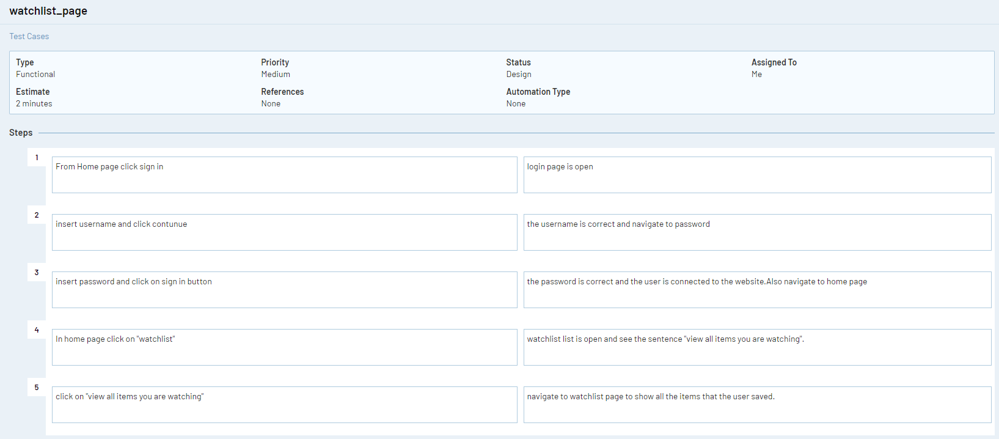 watchlist_page
Test Cases
Type
Functional
Priority
Medium
Status
Design
Assigned To
Me
Estimate
2 minutes
References
None
Automation Type
None
Steps
1
From Home page click sign in
login page is open
2
insert username and click contunue
the username is correct and navigate to password
3
insert password and click on sign in button
the password is correct and the user is connected to the website.Also navigate to home page
4
In home page click on "watchlist"
watchlist list is open and see the sentence "view all items you are watching".
5
click on "view all items you are watching"
navigate to watchlist page to show all the items that the user saved.